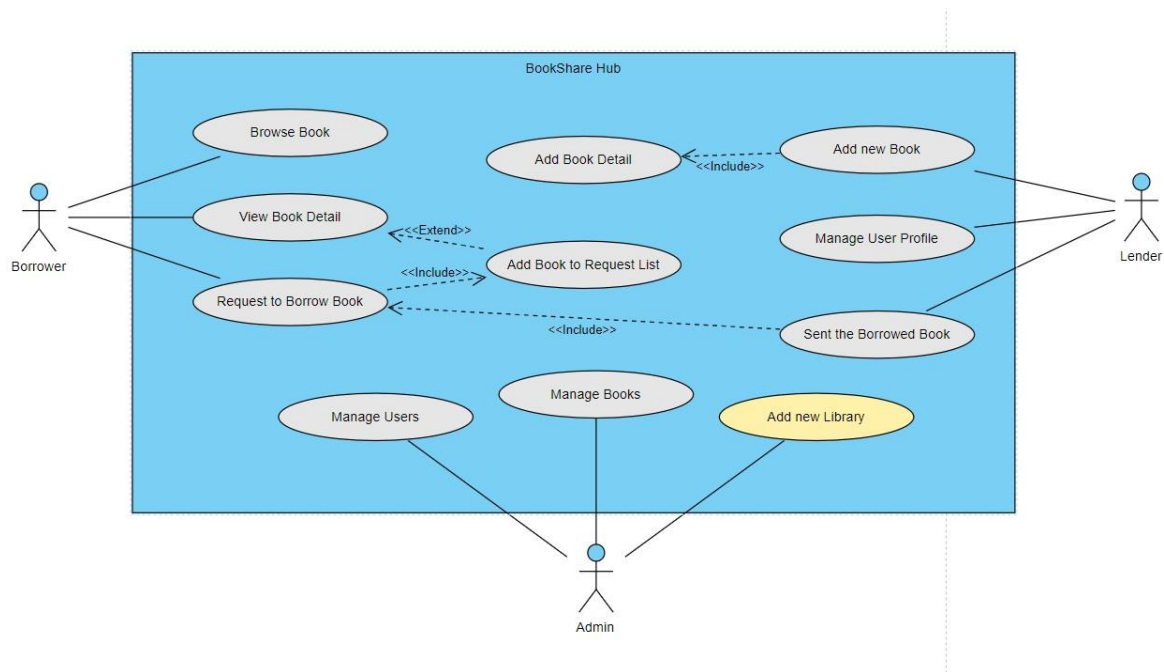 BookShare Hub
Browse Book
Add Book Detail
<<Include>>
Add new Book
View Book Detail
<<Extend>>
Add Book to Request List
Manage User Profile
Borrower
Lender
<<Include>>
Request to Borrow Book
<<Include>>
Sent the Borrowed Book
Manage Users
Manage Books
Add new Library
Admin